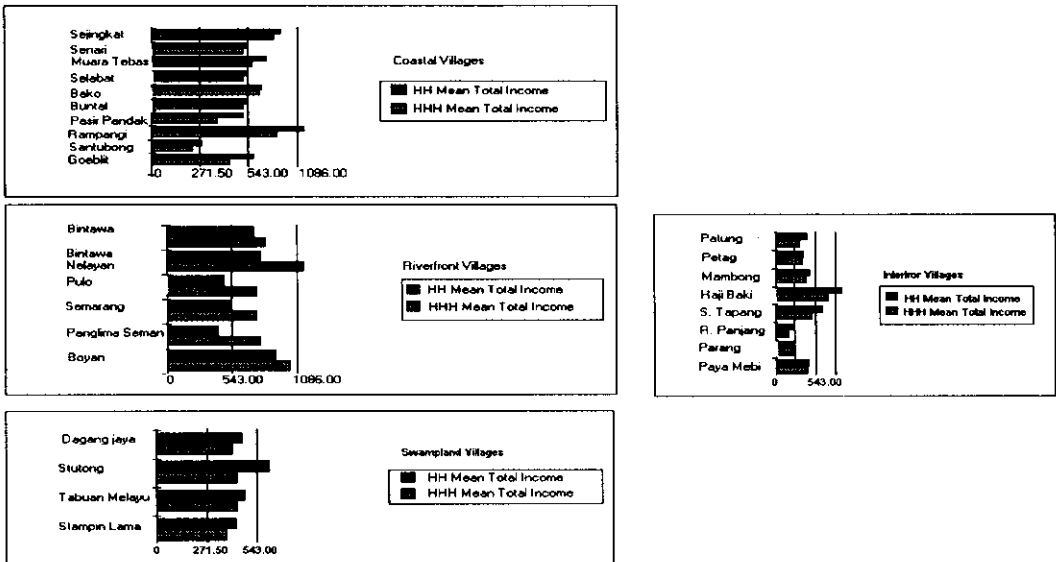 Sejingkat
Senari
Muara Tebas
Selabat
Bako
Buntal
Pasir Pandak
Rampangi
Santubong
Goebilt
0 271.50 543.00 1086.00
Coastal Villages
HH Mean Total Income
HHH Mean Total Income
Bintawa
Bintawa
Nelayan
Pulo
Semarang
Panglima Seman
Boyan
0 543.00 1086.00
Riverfront Villages
HH Mean Total Income
HHH Mean Total Income
Patung
Petag
Mambong
Haji Baki
S. Tapang
R. Panjang
Parang
Paya Mebi
0 543.00
Interiror Villages
HH Mean Total Income
HHH Mean Total Income
Dagang jaya
Stutong
Tabuan Melayu
Stampin Lama
0 271.50 543.00
Swampland Villages
HH Mean Total Income
HHH Mean Total Income